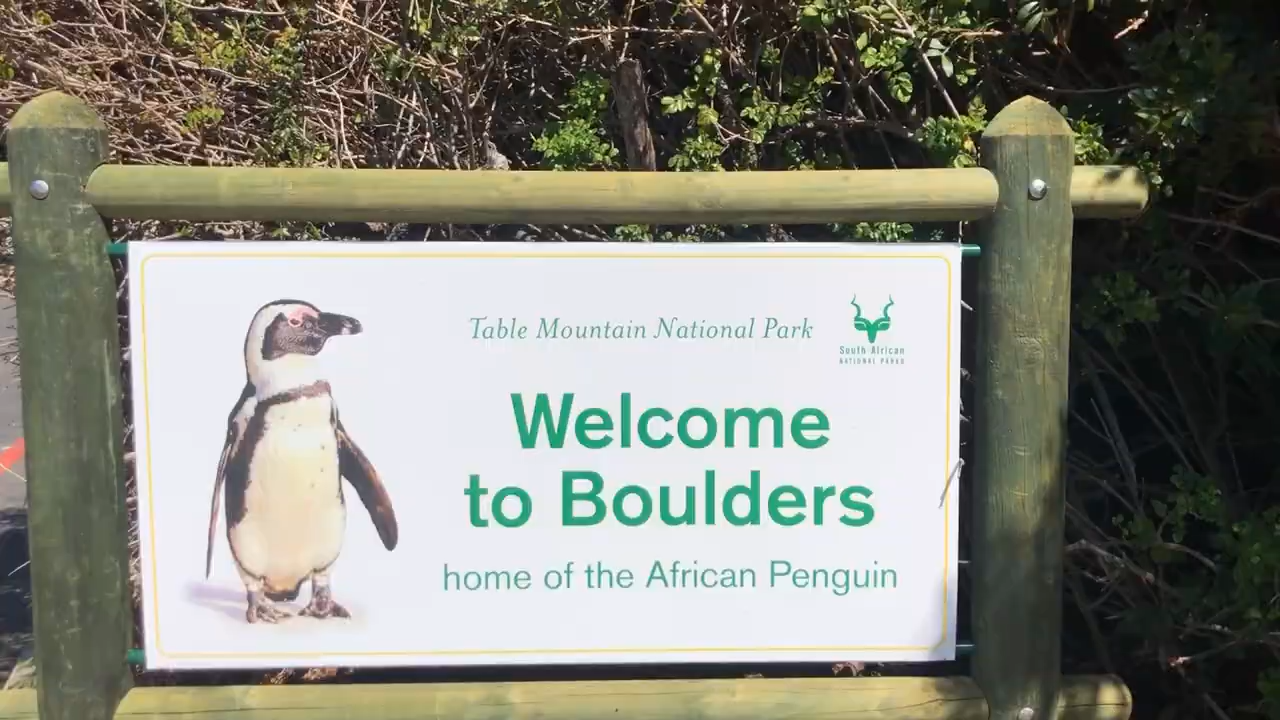 Table Mountain National Park
South African
NATIONAL PARKS
Welcome
to Boulders
home of the African Penguin